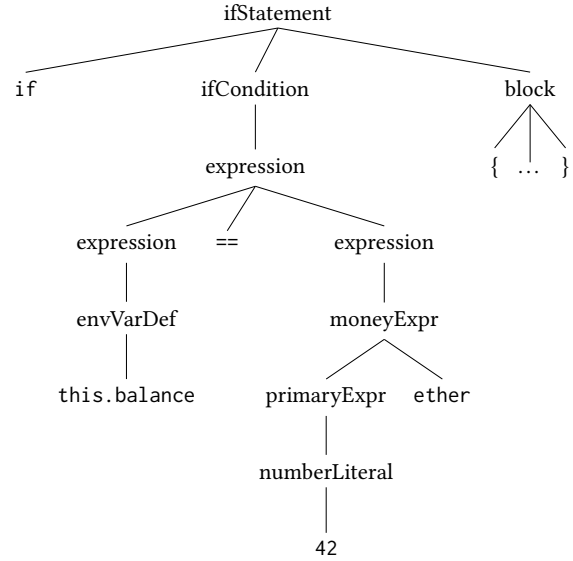 ifStatement
if ifCondition block
expression { … }
expression == expression
envVarDef moneyExpr
this.balance primaryExpr ether
numberLiteral
42